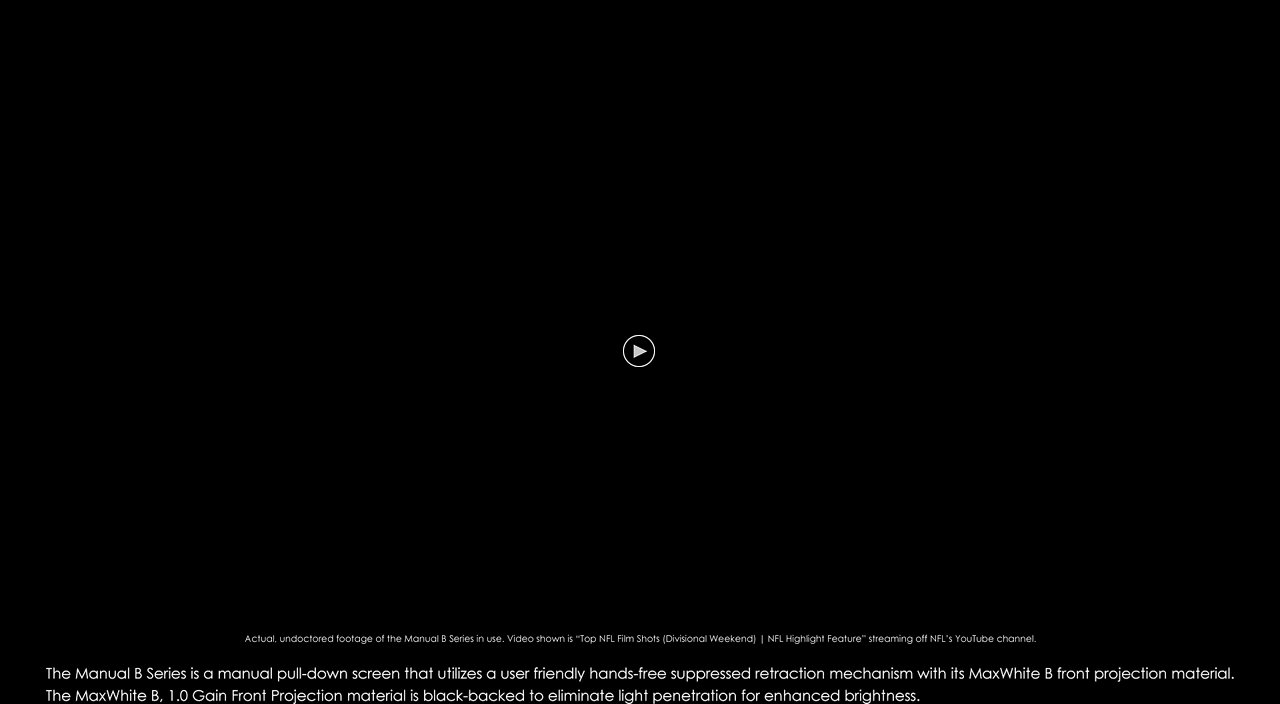 Actual, undoctored footage of the Manual B Series in use. Video shown is “Top NFL Film Shots (Divisional Weekend) | NFL Highlight Feature” streaming off NFL’s YouTube channel.
The Manual B Series is a manual pull-down screen that utilizes a user friendly hands-free suppressed retraction mechanism with its MaxWhite B front projection material.
The MaxWhite B, 1.0 Gain Front Projection material is black-backed to eliminate light penetration for enhanced brightness.